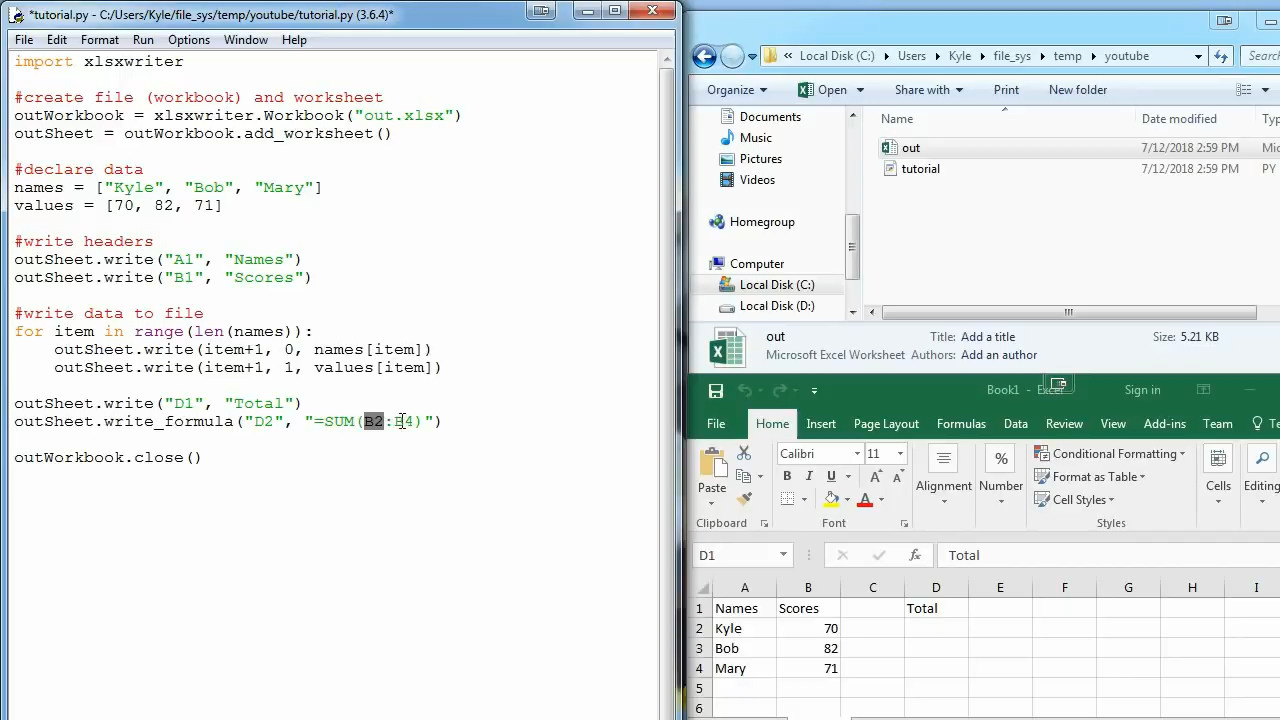 *tutorial.py - C:/Users/Kyle/file_sys/temp/youtube/tutorial.py (3.6.4)*
File Edit Format Run Options Window Help
import xlsxwriter
#create file (workbook) and worksheet
outWorkbook = xlsxwriter.Workbook("out.xlsx")
outSheet = outWorkbook.add_worksheet()
#declare data
names = ["Kyle", "Bob", "Mary"]
values = [70, 82, 71]
#write headers
outSheet.write("A1", "Names")
outSheet.write("B1", "Scores")
#write data to file
for item in range(len(names)):
    outSheet.write(item+1, 0, names[item])
    outSheet.write(item+1, 1, values[item])
outSheet.write("D1", "Total")
outSheet.write_formula("D2", "=SUM(B2:B4)")
outWorkbook.close()
« Local Disk (C:) Users Kyle file_sys temp youtube
Organize Open Share with Print New folder
Documents
Music
Pictures
Videos
Homegroup
Computer
Local Disk (C:)
Local Disk (D:)
Name Date modified
out 7/12/2018 2:59 PM
tutorial 7/12/2018 2:59 PM PY
out Title: Add a title Size: 5.21 KB
Microsoft Excel Worksheet Authors: Add an author
Book1 - Excel Sign in
File Home Insert Page Layout Formulas Data Review View Add-ins Team
Calibri 11
Conditional Formatting
B I U A A
Format as Table
Paste Alignment Number Cells Editing
A Cell Styles
Clipboard Font Styles
D1 fx Total
A B C D E F G H I
1 Names Scores Total
2 Kyle 70
3 Bob 82
4 Mary 71
5
6